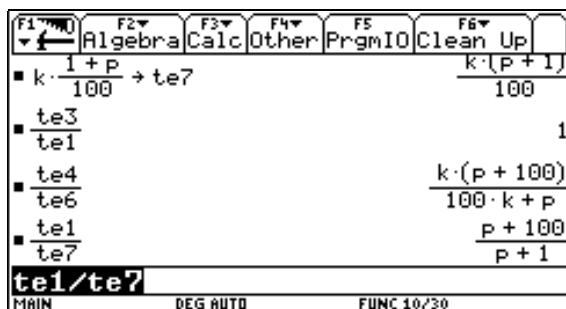 F1 F2 F3 F4 F5 F6
Algebra Calc Other PrgmIO Clean Up
▪ k · (1 + p)/100 → te7    k·(p + 1)/100
▪ te3/te1    1
▪ te4/te6    k·(p + 100)/(100·k + p)
▪ te1/te7    (p + 100)/(p + 1)
te1/te7
MAIN DEG AUTO FUNC 10/30